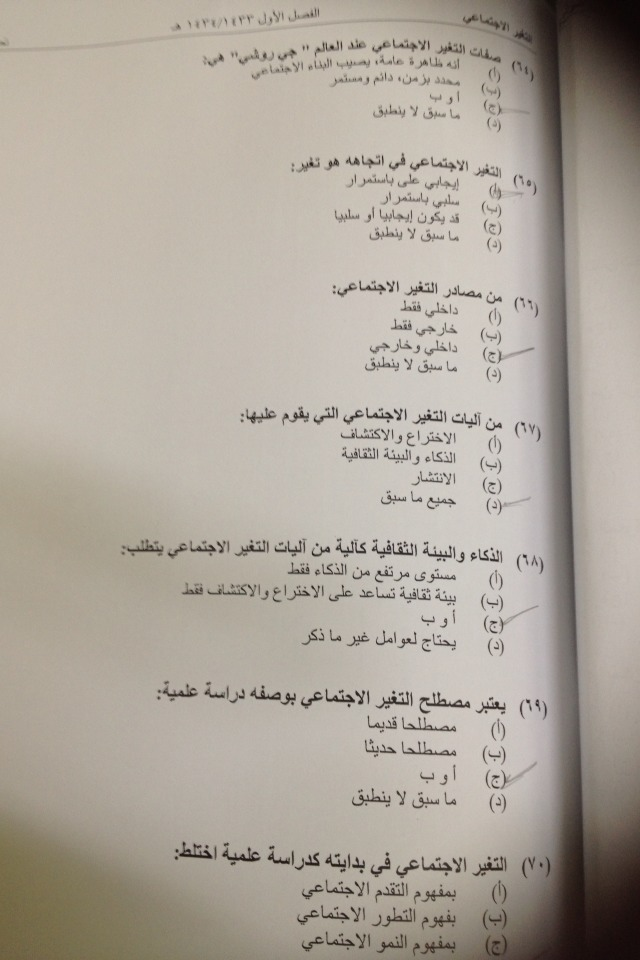 التغير الاجتماعي
الفصل الأول ١٤٣٤/١٤٣٣ هـ
(٦٤) صفات التغير الاجتماعي عند العالم " جي روشي" هي:
(أ) أنه ظاهرة عامة، يصيب البناء الاجتماعي
(ب) محدد بزمن، دائم ومستمر
(ج) أ و ب
(د) ما سبق لا ينطبق
(٦٥) التغير الاجتماعي في اتجاهه هو تغير:
(أ) إيجابي على باستمرار
(ب) سلبي باستمرار
(ج) قد يكون إيجابيا أو سلبيا
(د) ما سبق لا ينطبق
(٦٦) من مصادر التغير الاجتماعي:
(أ) داخلي فقط
(ب) خارجي فقط
(ج) داخلي وخارجي
(د) ما سبق لا ينطبق
(٦٧) من آليات التغير الاجتماعي التي يقوم عليها:
(أ) الاختراع والاكتشاف
(ب) الذكاء والبيئة الثقافية
(ج) الانتشار
(د) جميع ما سبق
(٦٨) الذكاء والبيئة الثقافية كآلية من آليات التغير الاجتماعي يتطلب:
(أ) مستوى مرتفع من الذكاء فقط
(ب) بيئة ثقافية تساعد على الاختراع والاكتشاف فقط
(ج) أ و ب
(د) يحتاج لعوامل غير ما ذكر
(٦٩) يعتبر مصطلح التغير الاجتماعي بوصفه دراسة علمية:
(أ) مصطلحا قديما
(ب) مصطلحا حديثا
(ج) أ و ب
(د) ما سبق لا ينطبق
(٧٠) التغير الاجتماعي في بدايته كدراسة علمية اختلط:
(أ) بمفهوم التقدم الاجتماعي
(ب) بفهوم التطور الاجتماعي
(ج) بمفهوم النمو الاجتماعي